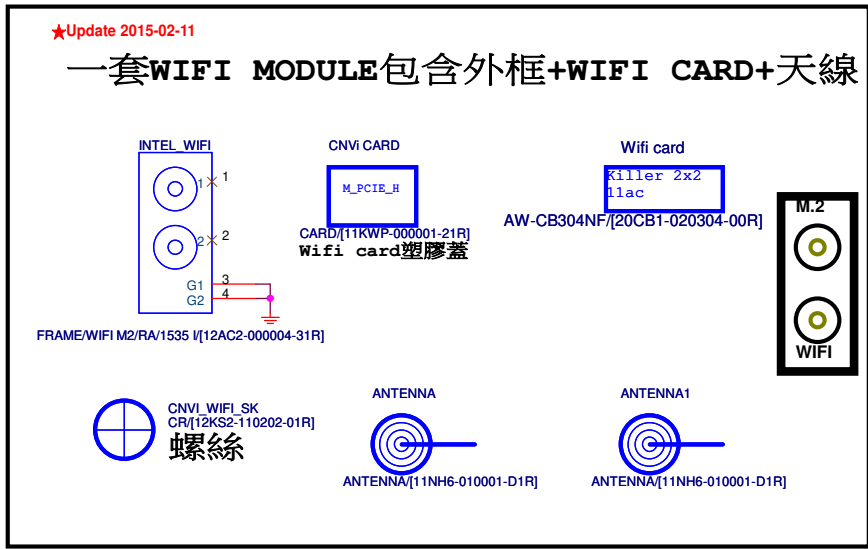 ★Update 2015-02-11
一套WIFI MODULE包含外框+WIFI CARD+天線
INTEL_WIFI
1
1
2
2
G1
3
G2
4
FRAME/WIFI M2/RA/1535 I/[12AC2-000004-31R]
CNVi CARD
M_PCIE_H
CARD/[11KWP-000001-21R]
Wifi card塑膠蓋
Wifi card
Killer 2x2
11ac
AW-CB304NF/[20CB1-020304-00R]
M.2
WIFI
CNVI_WIFI_SK
CR/[12KS2-110202-01R]
螺絲
ANTENNA
ANTENNA/[11NH6-010001-D1R]
ANTENNA1
ANTENNA/[11NH6-010001-D1R]